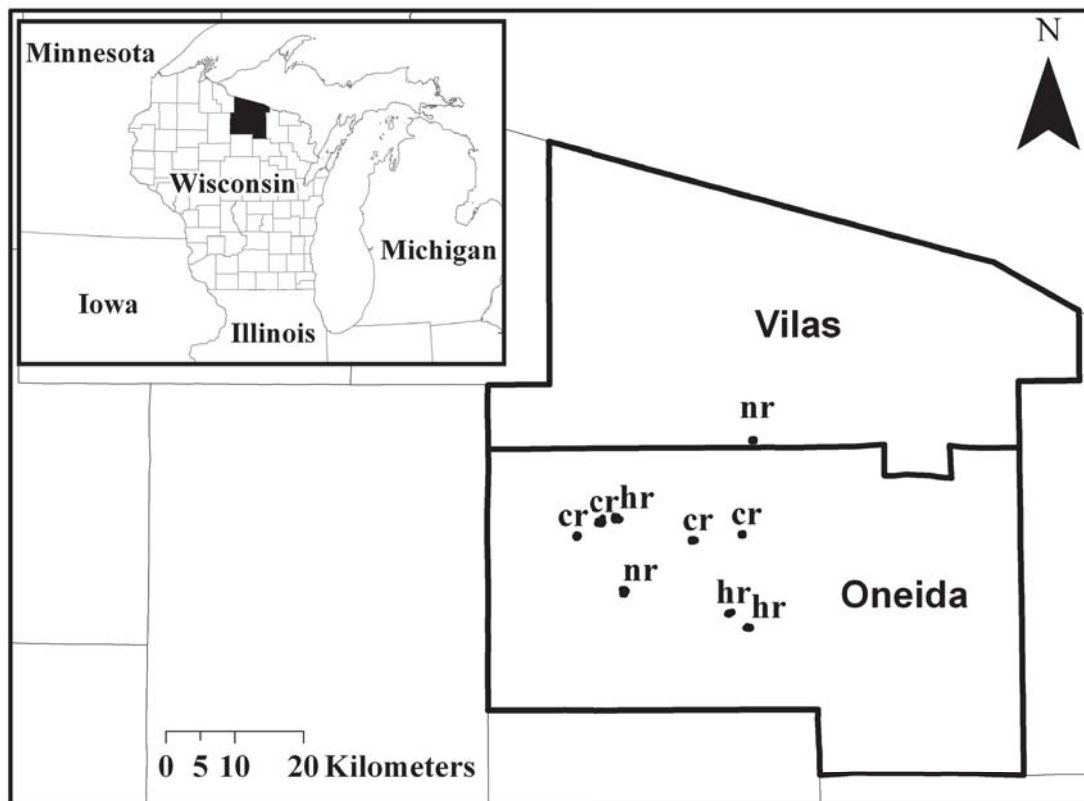 Minnesota
Wisconsin
Michigan
Iowa
Illinois
N
Vilas
nr
cr cr hr
cr cr
nr
hr hr
Oneida
0 5 10 20 Kilometers